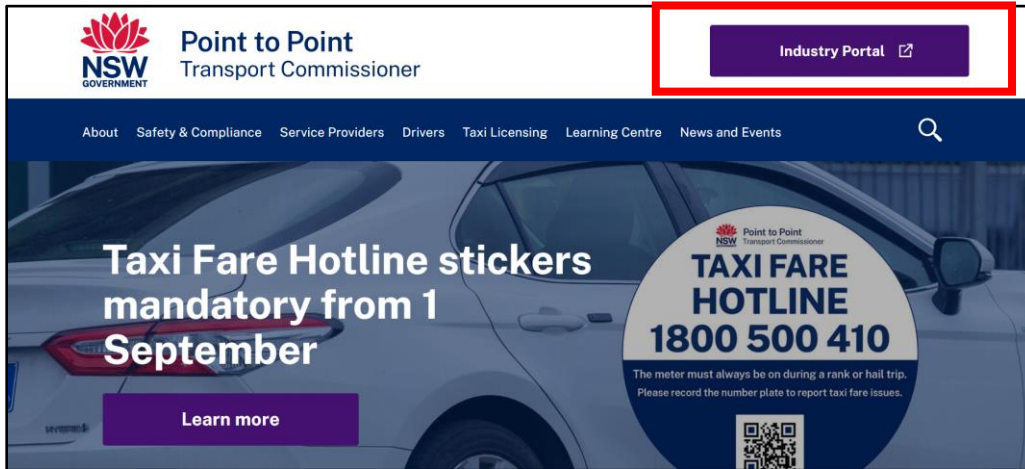 Point to Point
Transport Commissioner
NSW
GOVERNMENT
Industry Portal
About Safety & Compliance Service Providers Drivers Taxi Licensing Learning Centre News and Events
Taxi Fare Hotline stickers
mandatory from 1
September
Learn more
Point to Point
Transport Commissioner
NSW
TAXI FARE
HOTLINE
1800 500 410
The meter must always be on during a rank or hail trip.
Please record the number plate to report taxi fare issues.
HYBRID